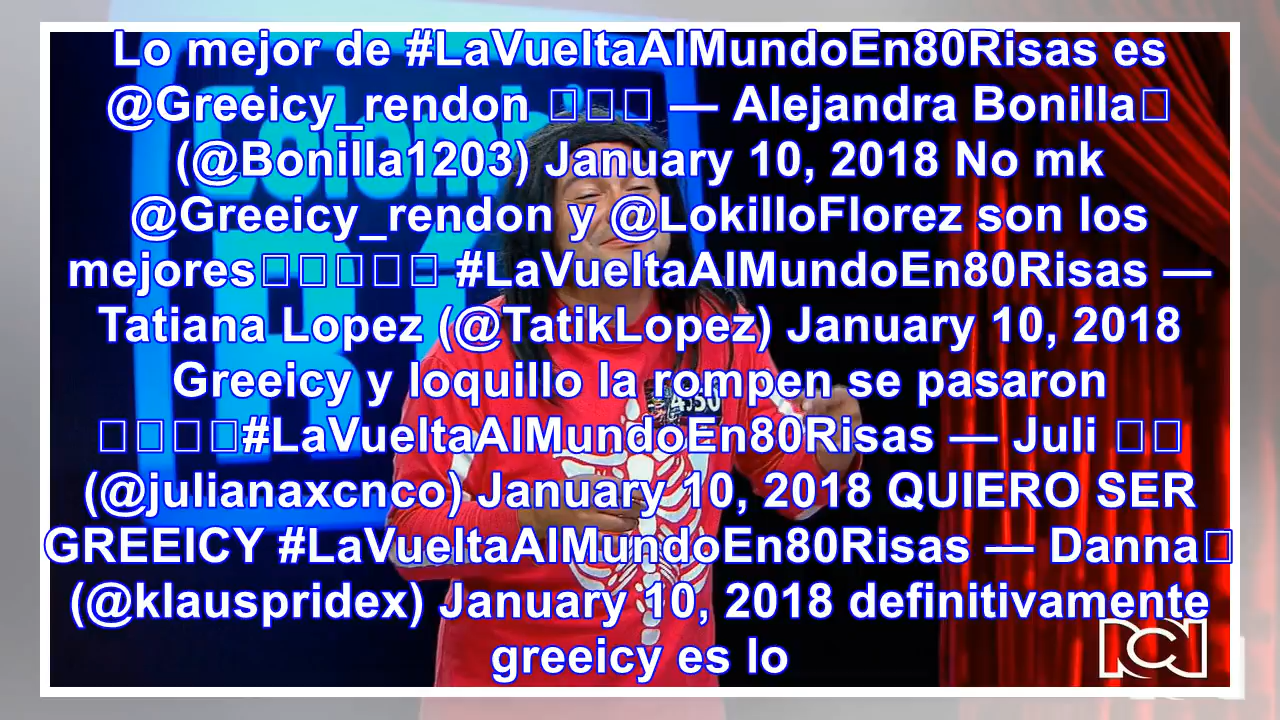 Lo mejor de #LaVueltaAlMundoEn80Risas es
@Greeicy_rendon □□□ — Alejandra Bonilla□
(@Bonilla1203) January 10, 2018 No mk
@Greeicy_rendon y @LokilloFlorez son los
mejores□□□□□ #LaVueltaAlMundoEn80Risas —
Tatiana Lopez (@TatikLopez) January 10, 2018
Greeicy y loquillo la rompen se pasaron
□□□□#LaVueltaAlMundoEn80Risas — Juli □□
(@julianaxcnco) January 10, 2018 QUIERO SER
GREEICY #LaVueltaAlMundoEn80Risas — Danna□
(@klauspridex) January 10, 2018 definitivamente
greeicy es lo
RCN